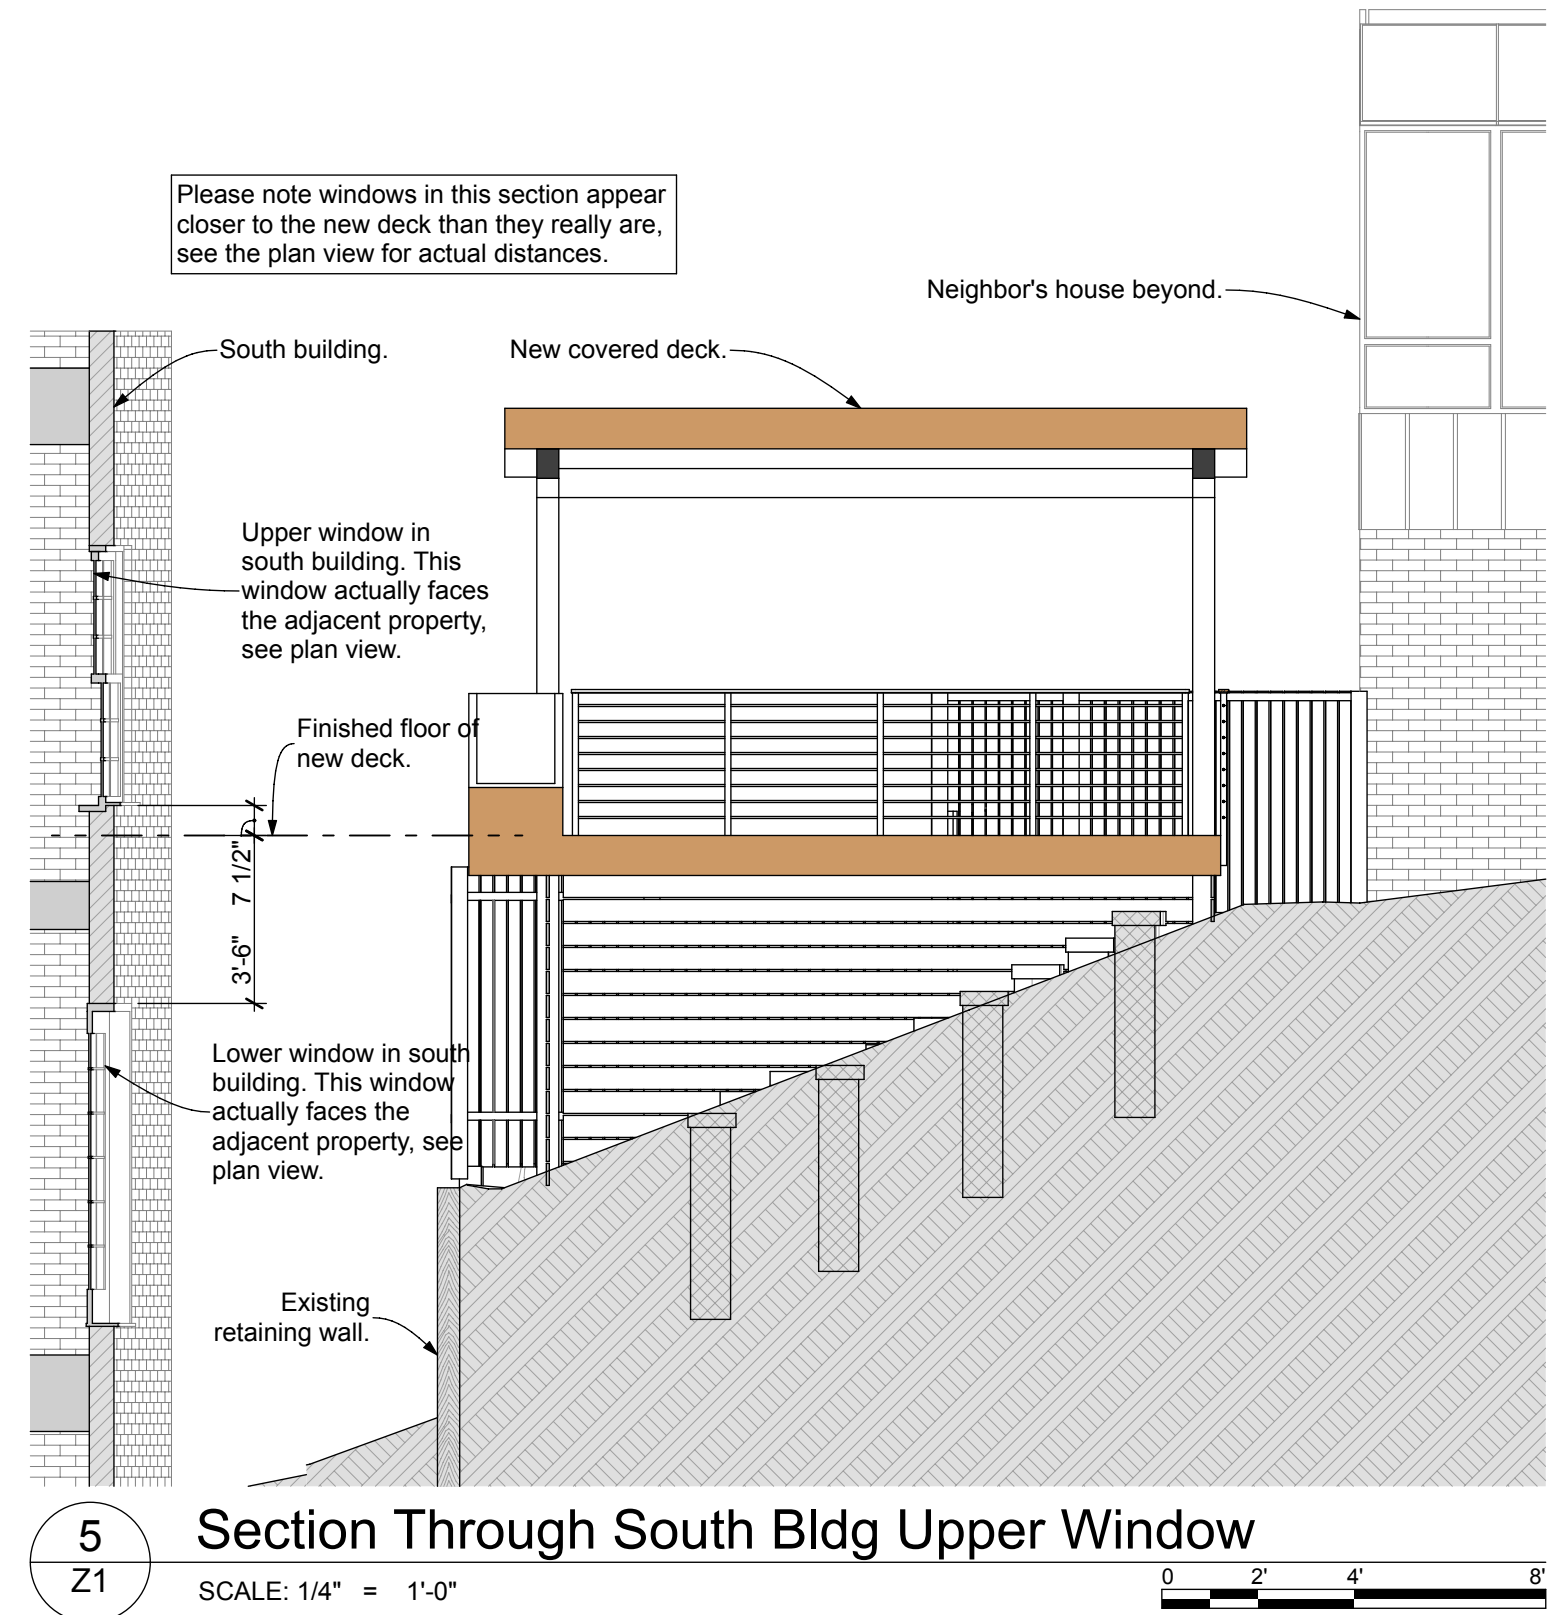 Please note windows in this section appear
closer to the new deck than they really are,
see the plan view for actual distances.
Neighbor's house beyond.
South building.
New covered deck.
Upper window in
south building. This
window actually faces
the adjacent property,
see plan view.
Finished floor of
new deck.
7 1/2"
3'-6"
Lower window in south
building. This window
actually faces the
adjacent property, see
plan view.
Existing
retaining wall.
5
Z1
Section Through South Bldg Upper Window
SCALE: 1/4" = 1'-0"
0 2' 4' 8'